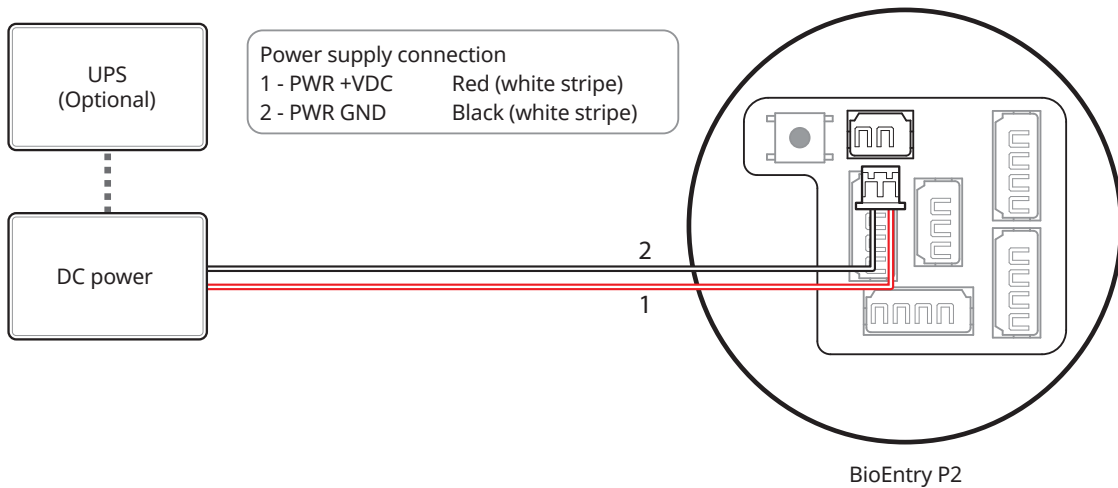 UPS
(Optional)
Power supply connection
1 - PWR +VDC Red (white stripe)
2 - PWR GND Black (white stripe)
DC power
2
1
BioEntry P2